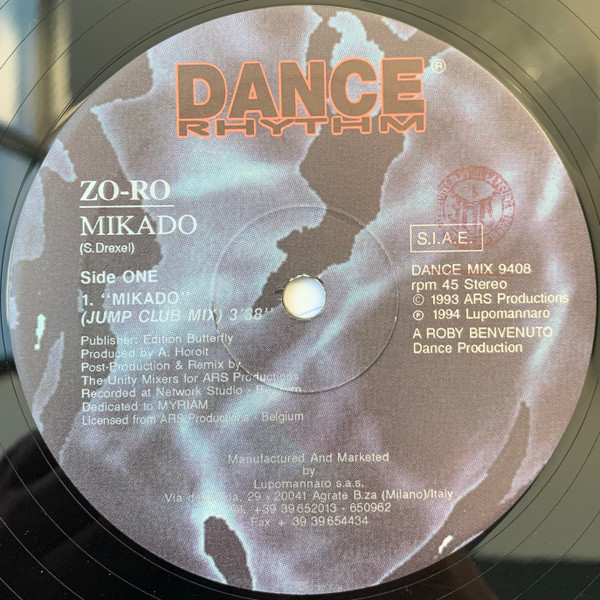 DANCE®
RHYTHM
ZO-RO
MIKADO
(S.Drexel)
S.I.A.E.
DANCE MIX 9408
rpm 45 Stereo
© 1993 ARS Productions
℗ 1994 Lupomannaro
A ROBY BENVENUTO
Dance Production
Side ONE
1. "MIKADO"
(JUMP CLUB MIX) 3'38"
Publisher: Edition Butterfly
Produced by A. Horoit
Post-Production & Remix by
The Unity Mixers for ARS Productions
Recorded at Network Studio - Belgium
Dedicated to MYRIAM
Licensed from ARS Productions - Belgium
Manufactured And Marketed
by
Lupomannaro s.a.s.
Via 29 - 20041 Agrate B.za (Milano)/Italy
Tel. +39 39 652013 - 650962
Fax + 39 39 654434